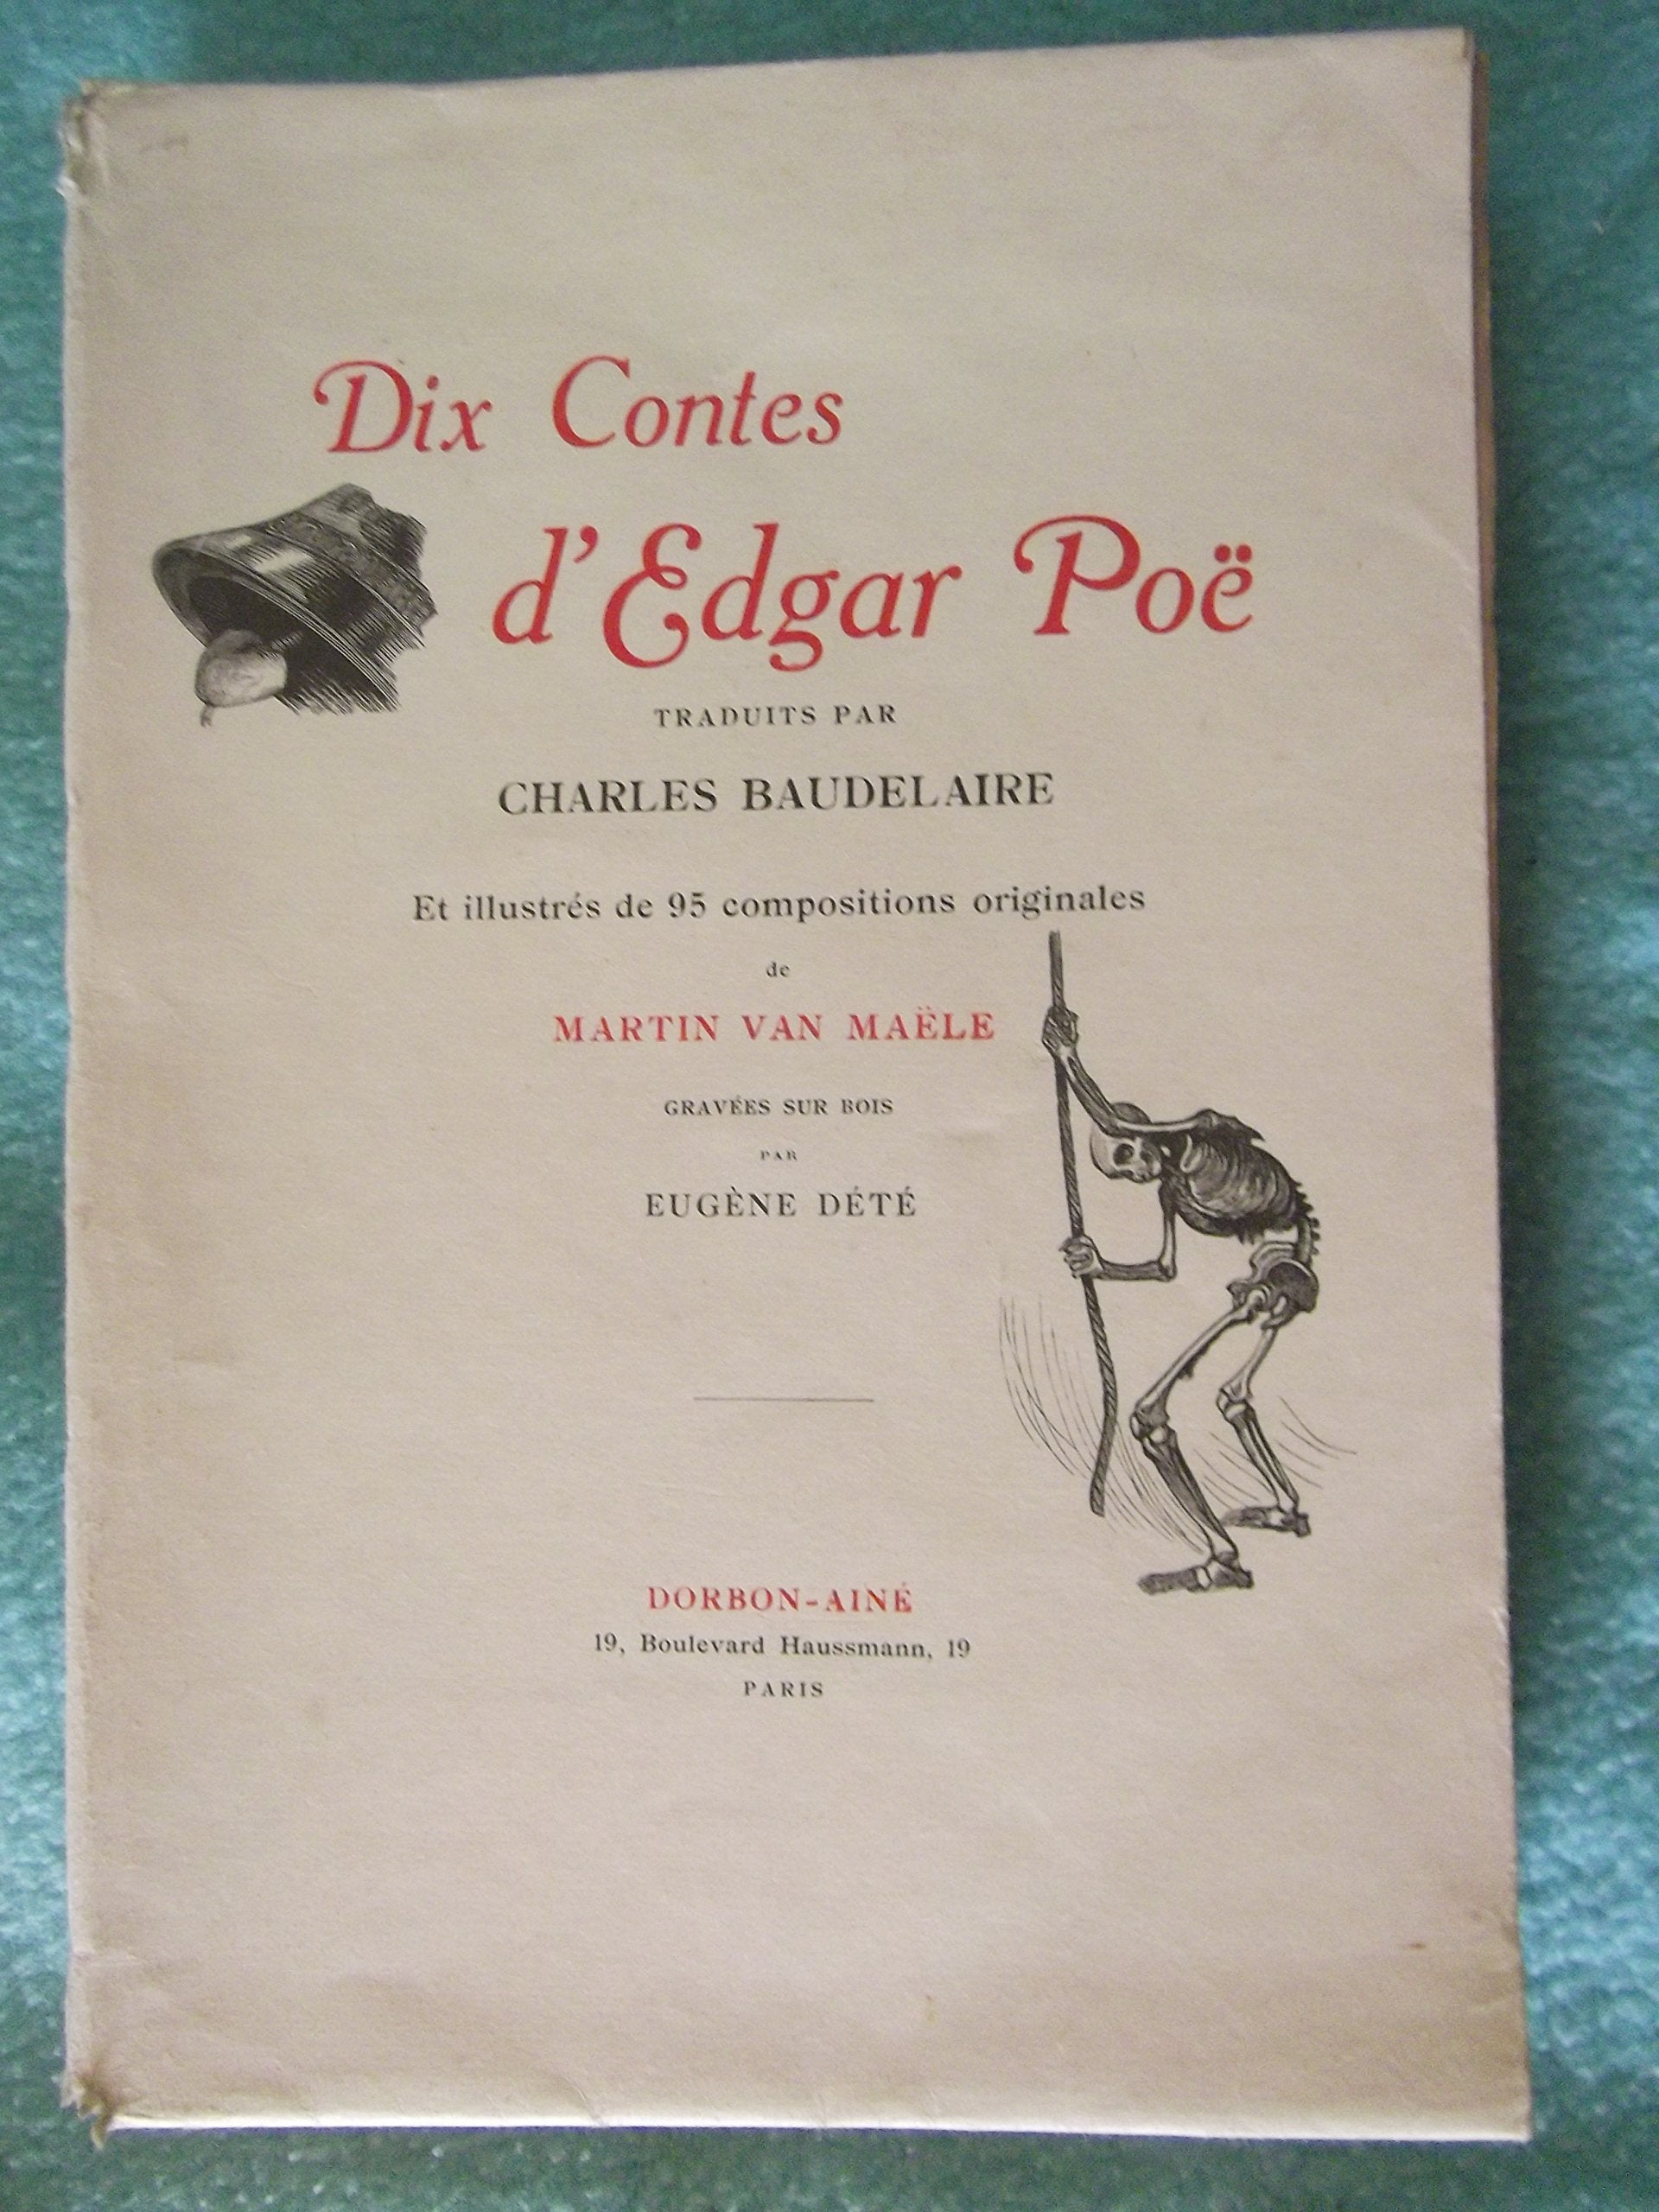 Dix Contes
d'Edgar Poë
TRADUITS PAR
CHARLES BAUDELAIRE
Et illustrés de 95 compositions originales
de
MARTIN VAN MAËLE
GRAVÉES SUR BOIS
PAR
EUGÈNE DÉTÉ
DORBON-AINÉ
19, Boulevard Haussmann, 19
PARIS